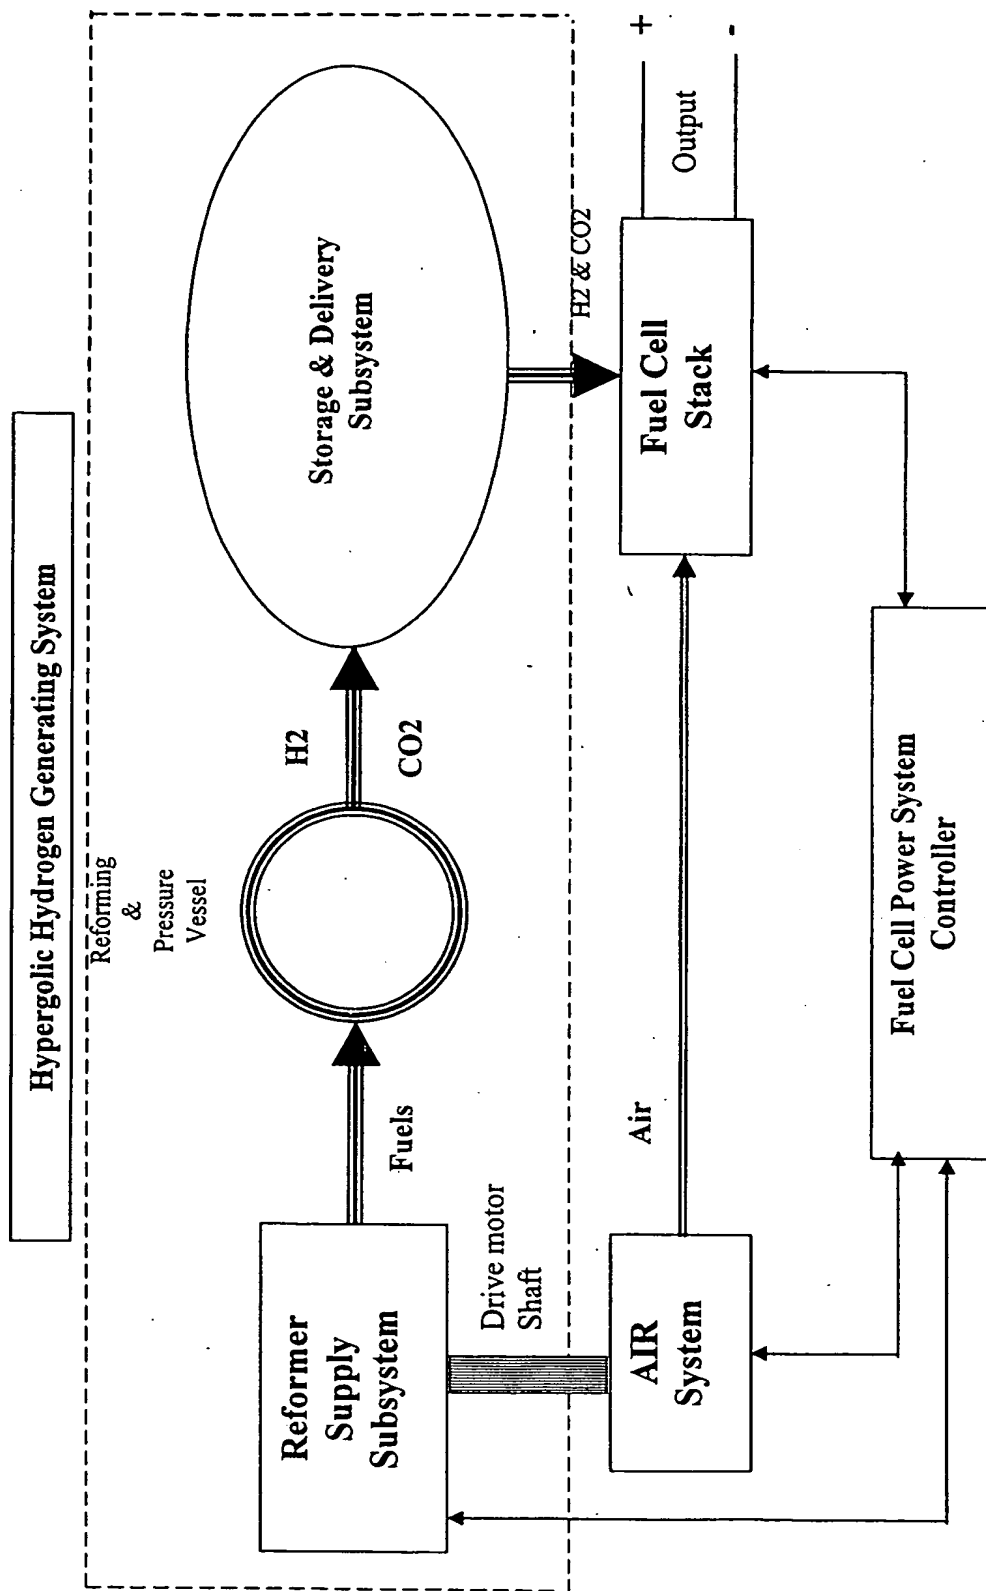 Hypergolic Hydrogen Generating System
Reforming
&
Pressure
Vessel
Reformer
Supply
Subsystem
Fuels
H2
CO2
Storage & Delivery
Subsystem
Drive motor
Shaft
H2 & CO2
AIR
System
Air
Fuel Cell
Stack
Output
+
-
Fuel Cell Power System
Controller